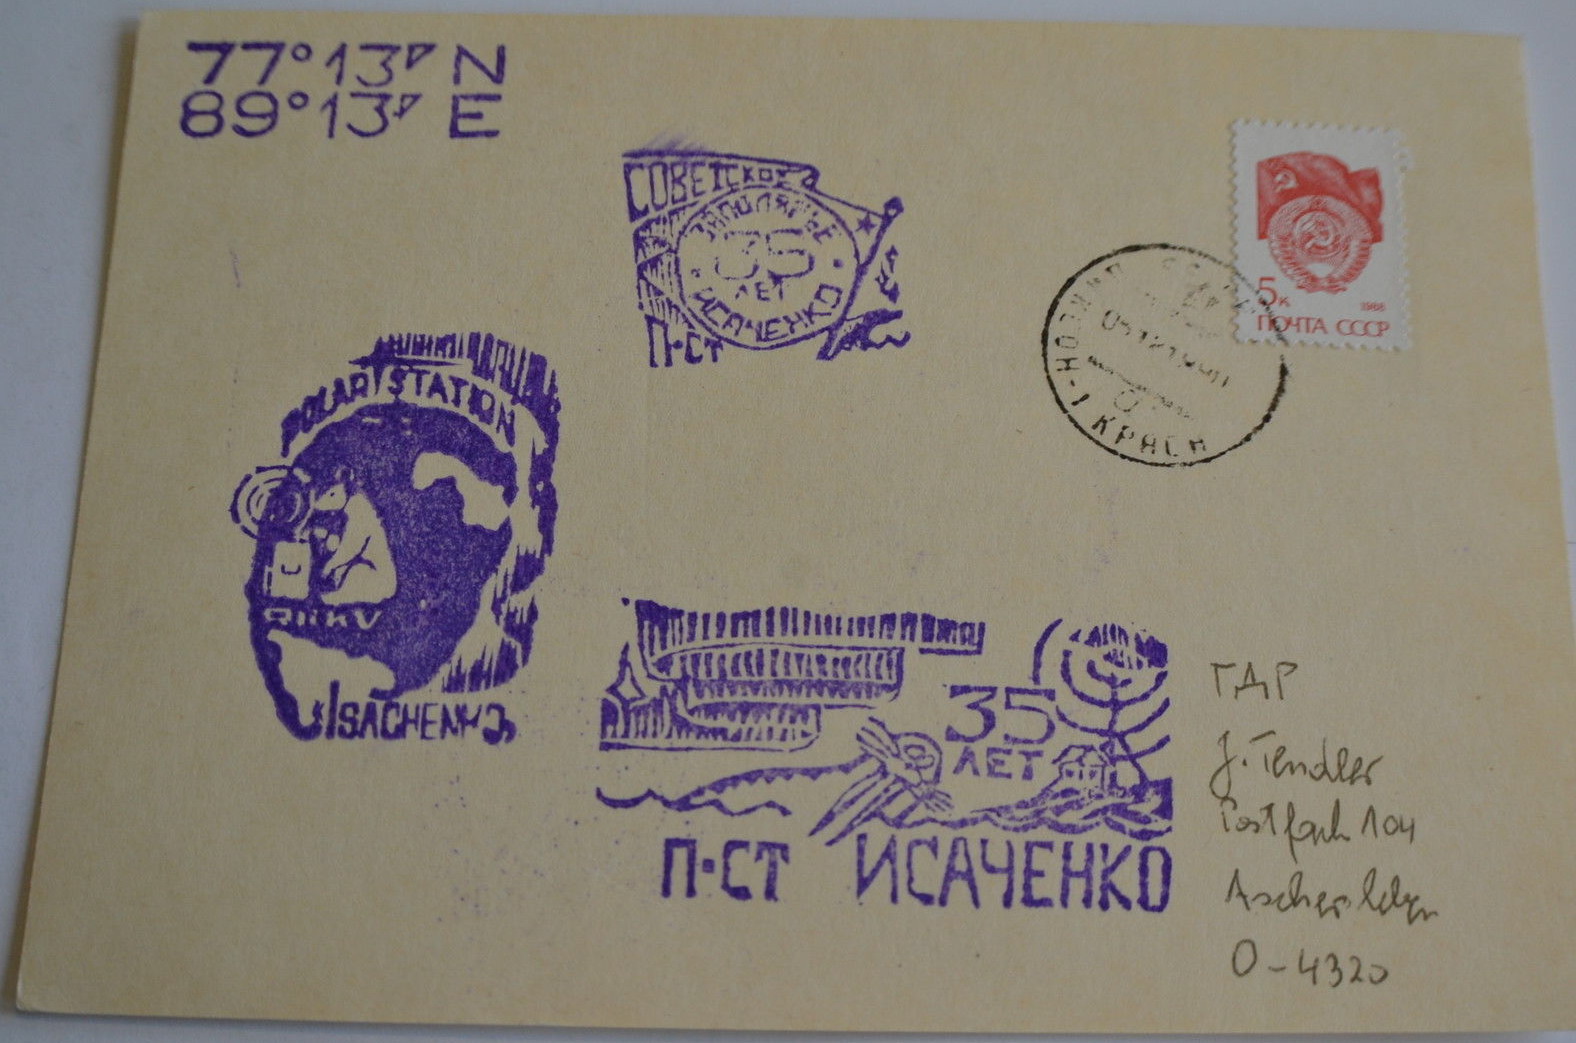 77°13' N
89°13' E
СОВЕТСКОЕ
ЗАПОЛЯРЬЕ
35
ЛЕТ
ИСАЧЕНКО
П·СТ
5к
1988
ПОЧТА СССР
КРАСН
POLAR STATION
ISACHENKO
35
ЛЕТ
П·СТ ИСАЧЕНКО
ГДР
J. Tendler
Postfach 104
Aschersleben
O-4320